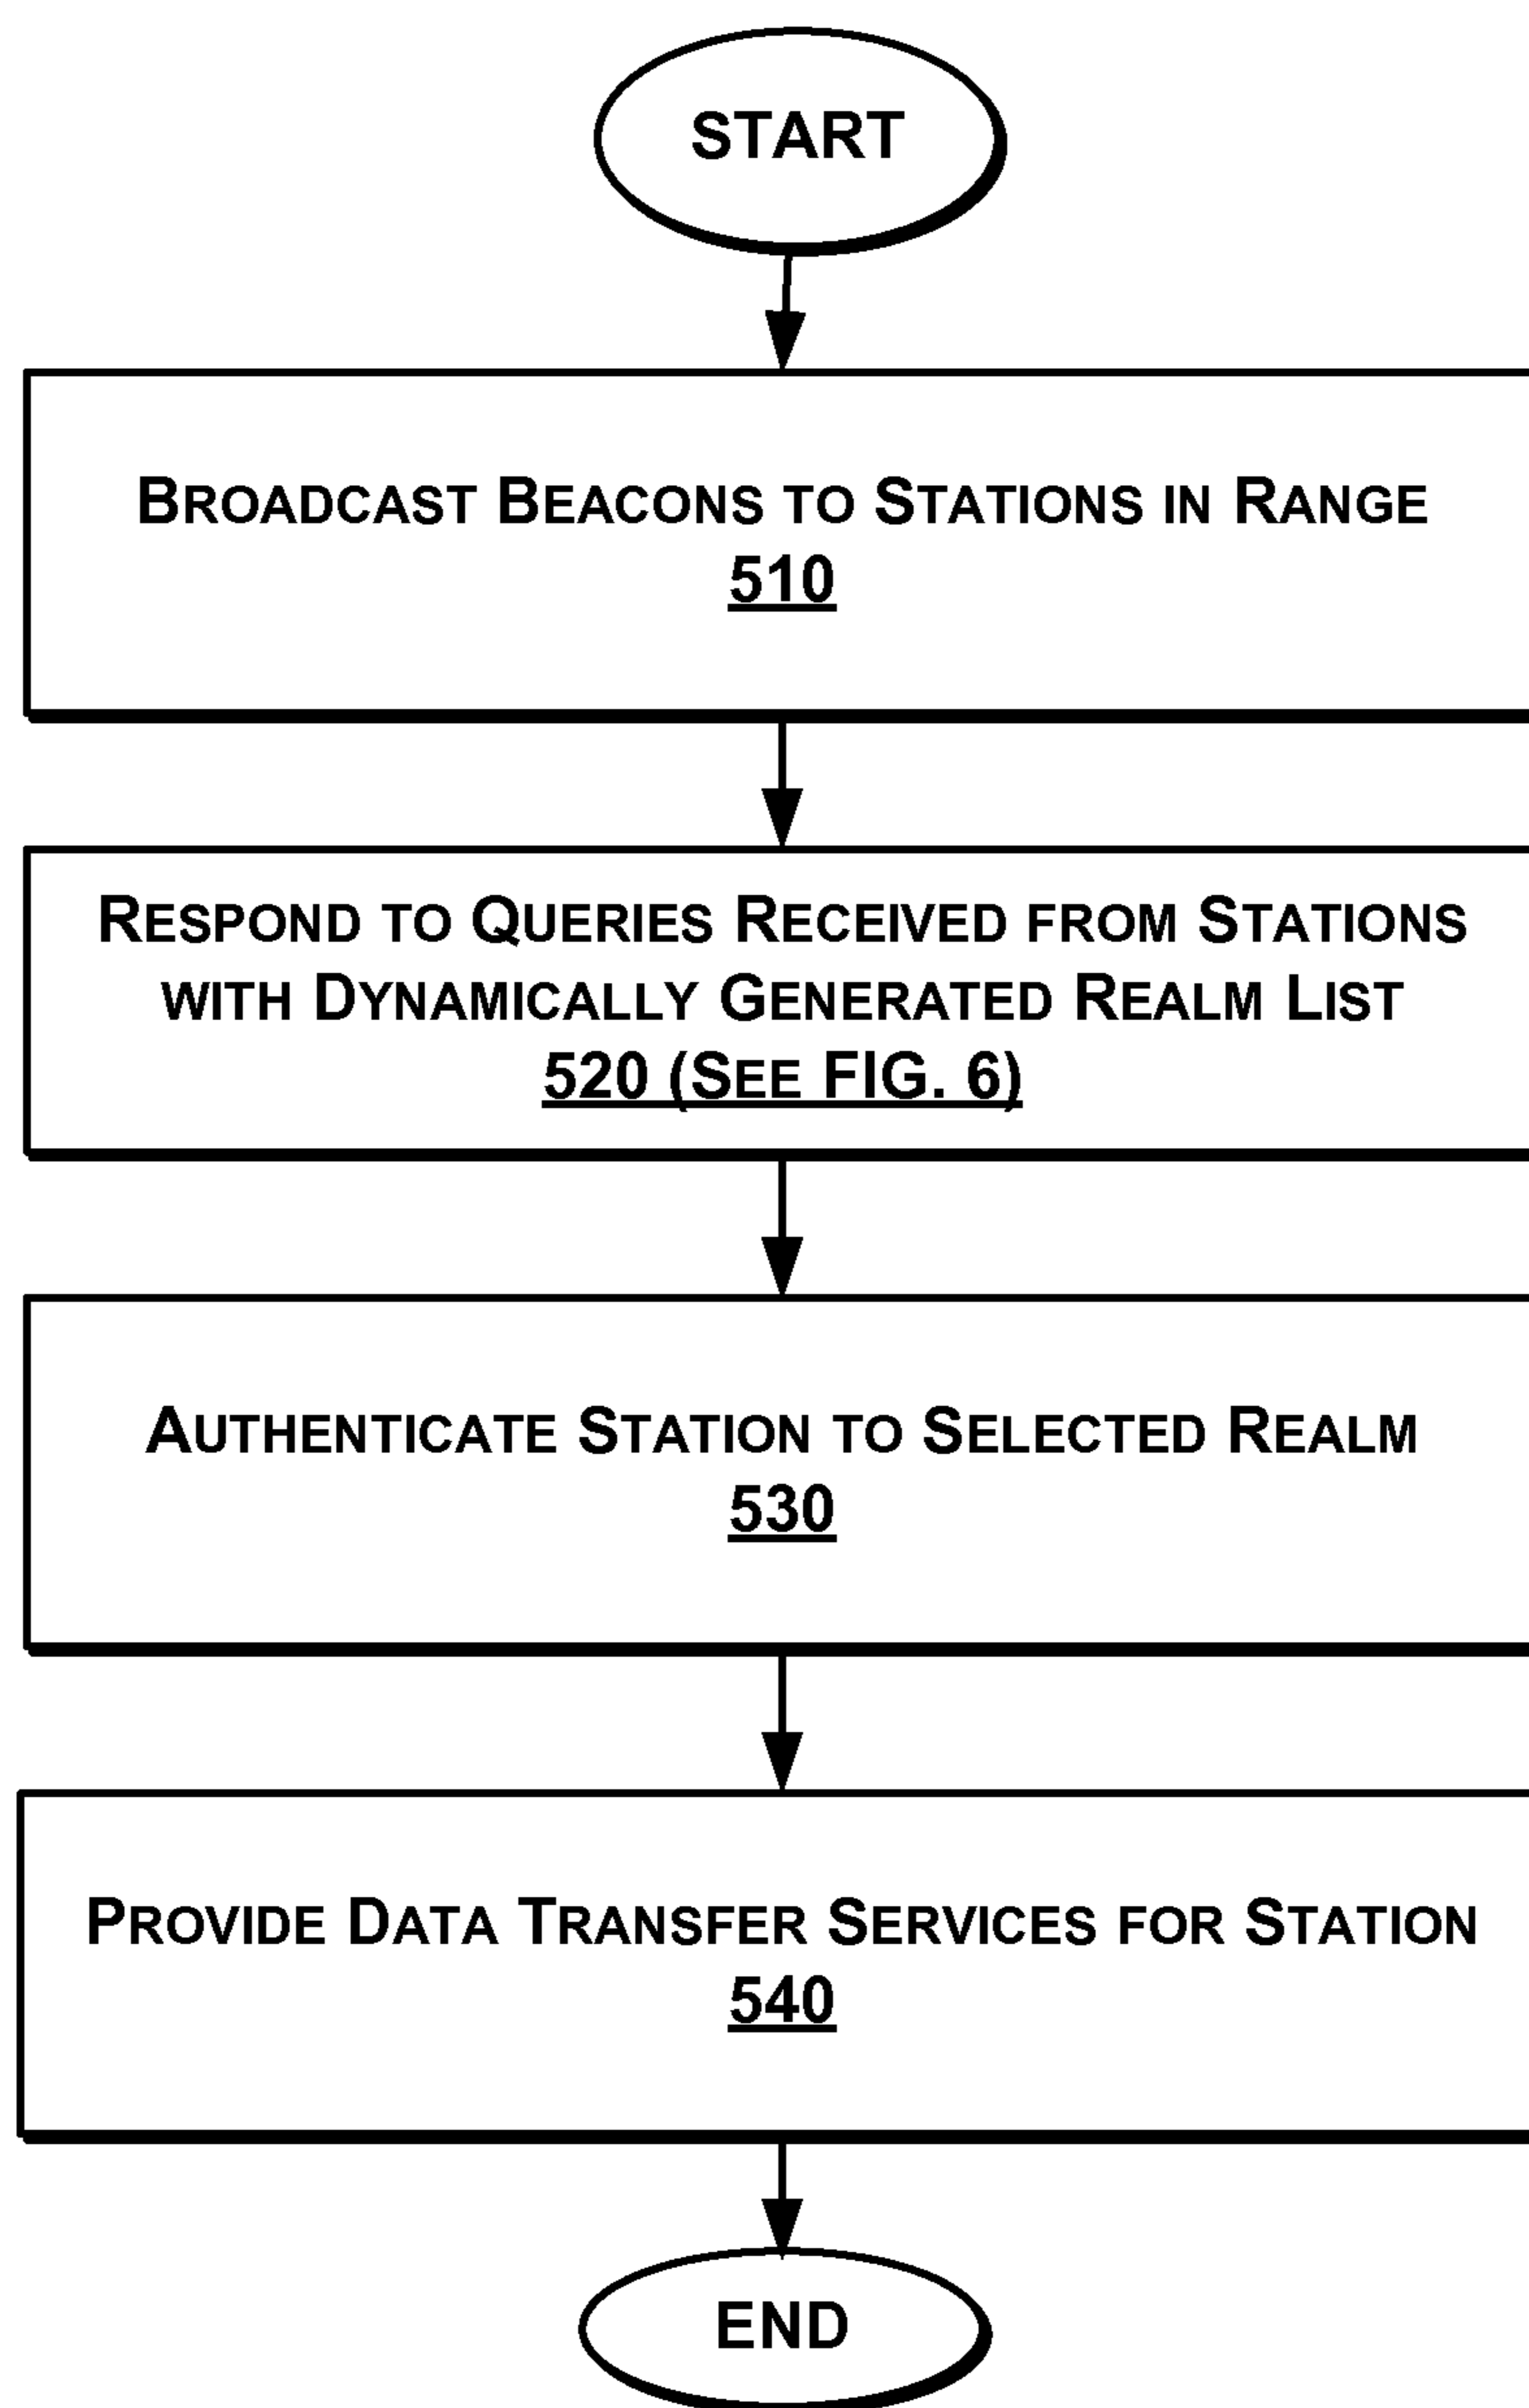 START
BROADCAST BEACONS TO STATIONS IN RANGE
510
RESPOND TO QUERIES RECEIVED FROM STATIONS
WITH DYNAMICALLY GENERATED REALM LIST
520 (SEE FIG. 6)
AUTHENTICATE STATION TO SELECTED REALM
530
PROVIDE DATA TRANSFER SERVICES FOR STATION
540
END